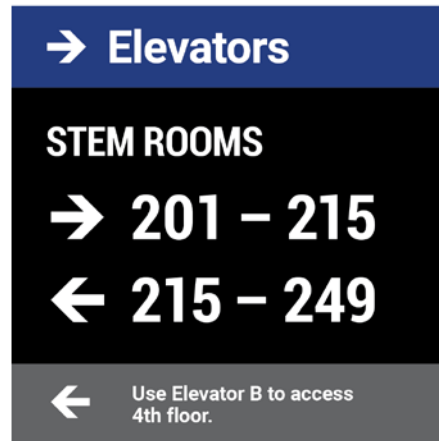 → Elevators
STEM ROOMS
→ 201 – 215
← 215 – 249
← Use Elevator B to access
4th floor.